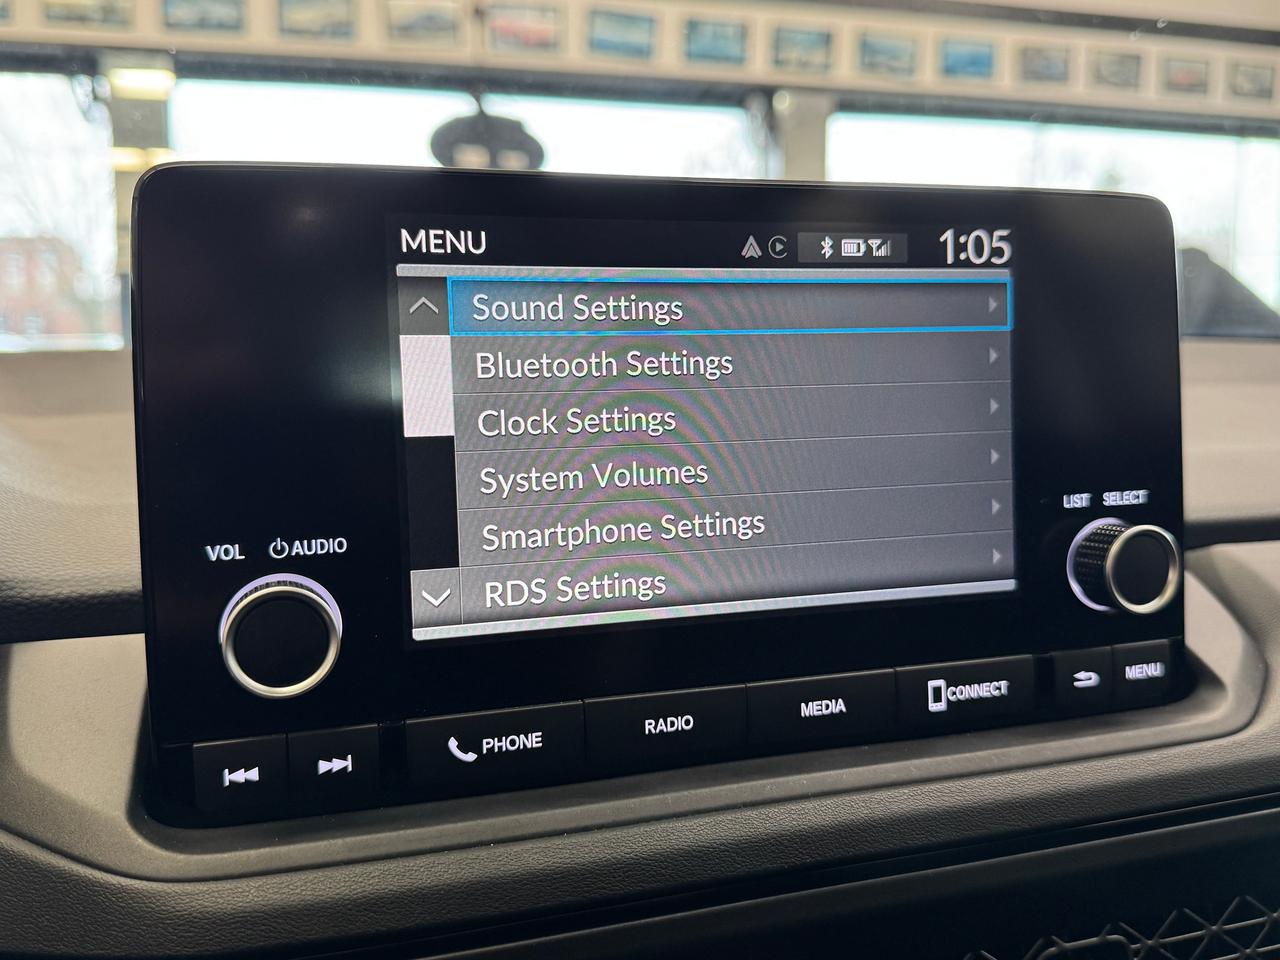 MENU
1:05
Sound Settings
Bluetooth Settings
Clock Settings
System Volumes
Smartphone Settings
RDS Settings
VOL AUDIO
LIST SELECT
PHONE
RADIO
MEDIA
CONNECT
MENU